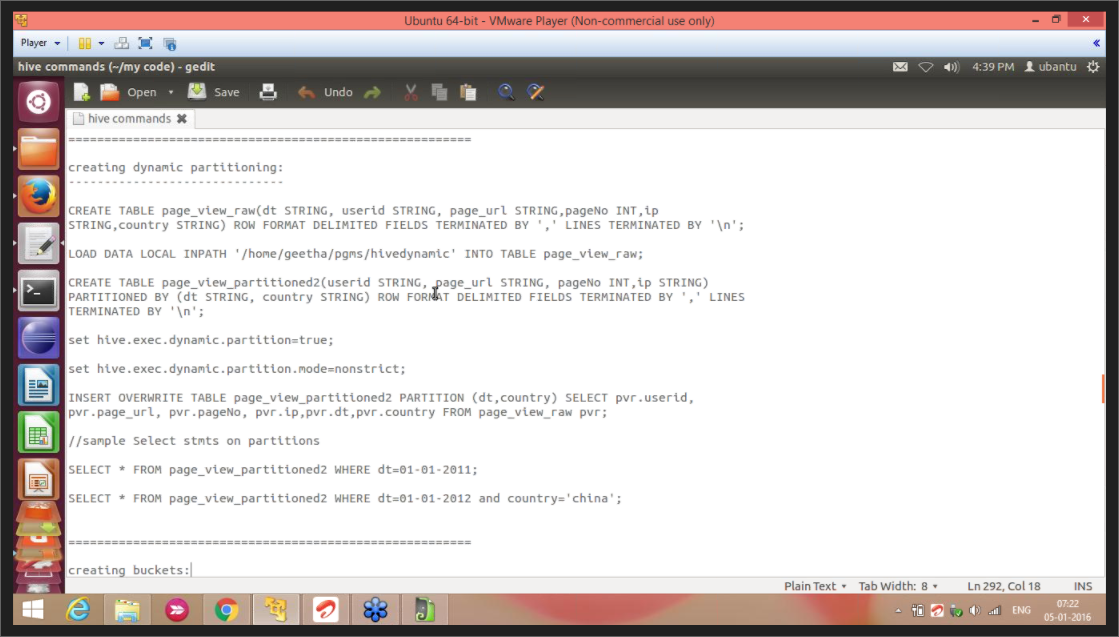 Ubuntu 64-bit - VMware Player (Non-commercial use only)
Player
hive commands (~/my code) - gedit
4:39 PM
ubantu
Open
Save
Undo
hive commands
========================================================
creating dynamic partitioning:
------------------------------
CREATE TABLE page_view_raw(dt STRING, userid STRING, page_url STRING,pageNo INT,ip
STRING,country STRING) ROW FORMAT DELIMITED FIELDS TERMINATED BY ',' LINES TERMINATED BY '\n';
LOAD DATA LOCAL INPATH '/home/geetha/pgms/hivedynamic' INTO TABLE page_view_raw;
CREATE TABLE page_view_partitioned2(userid STRING, page_url STRING, pageNo INT,ip STRING)
PARTITIONED BY (dt STRING, country STRING) ROW FORMAT DELIMITED FIELDS TERMINATED BY ',' LINES
TERMINATED BY '\n';
set hive.exec.dynamic.partition=true;
set hive.exec.dynamic.partition.mode=nonstrict;
INSERT OVERWRITE TABLE page_view_partitioned2 PARTITION (dt,country) SELECT pvr.userid,
pvr.page_url, pvr.pageNo, pvr.ip,pvr.dt,pvr.country FROM page_view_raw pvr;
//sample Select stmts on partitions
SELECT * FROM page_view_partitioned2 WHERE dt=01-01-2011;
SELECT * FROM page_view_partitioned2 WHERE dt=01-01-2012 and country='china';
========================================================
creating buckets:
Plain Text
Tab Width: 8
Ln 292, Col 18
INS
ENG
07:22
05-01-2016